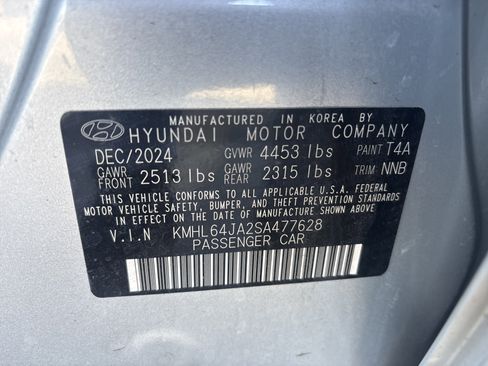 MANUFACTURED IN KOREA BY
HYUNDAI MOTOR COMPANY
DEC/2024 GVWR 4453 lbs PAINT T4A
GAWR FRONT 2513 lbs GAWR REAR 2315 lbs TRIM NNB
THIS VEHICLE CONFORMS TO ALL APPLICABLE U.S.A. FEDERAL
MOTOR VEHICLE SAFETY, BUMPER, AND THEFT PREVENTION STANDARDS
IN EFFECT ON THE DATE OF MANUFACTURE SHOWN ABOVE.
V.I.N KMHL64JA2SA477628
PASSENGER CAR